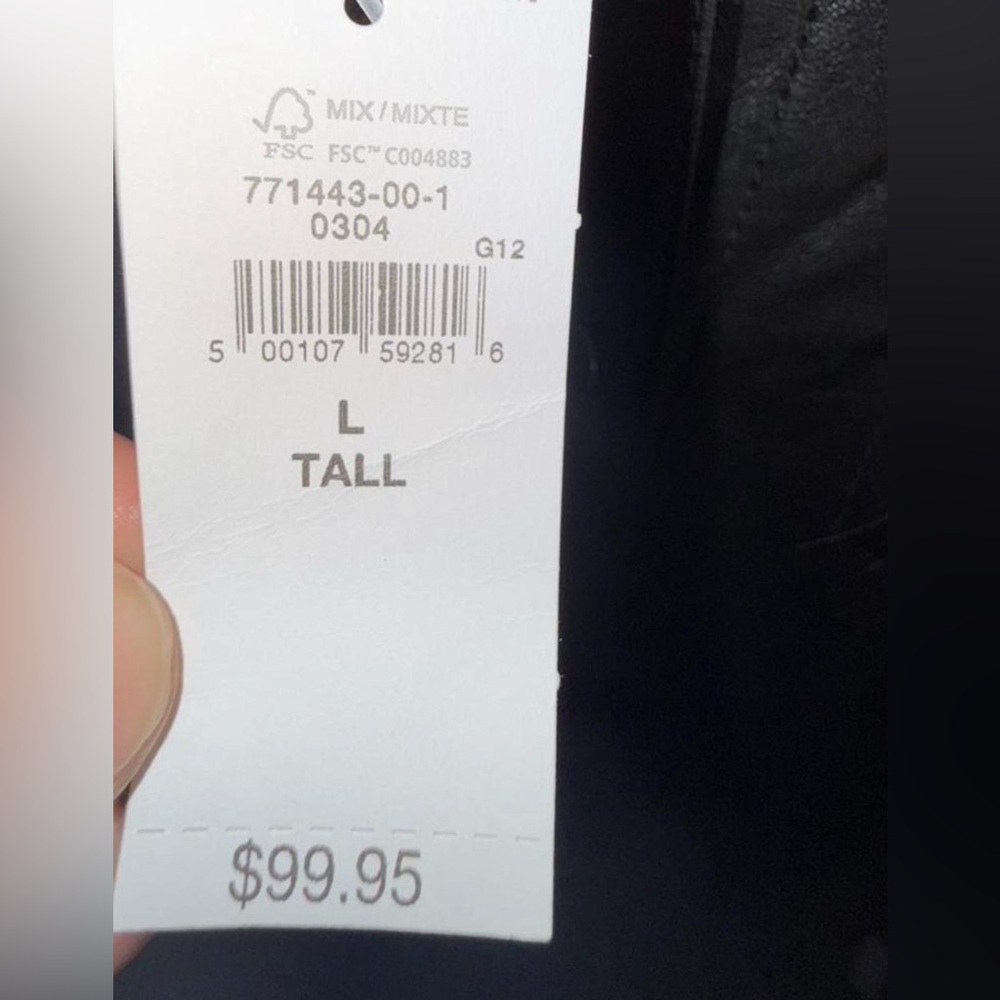 MIX / MIXTE
FSC FSC™ C004883
771443-00-1
0304
G12
5 00107 59281 6
L
TALL
$99.95